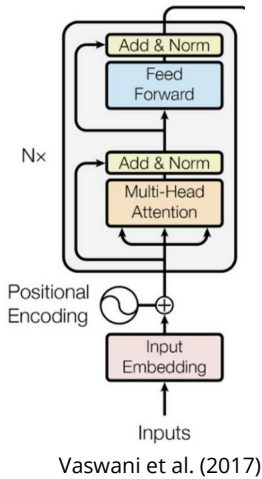 Add & Norm
Feed
Forward
N×
Add & Norm
Multi-Head
Attention
Positional
Encoding
Input
Embedding
Inputs
Vaswani et al. (2017)